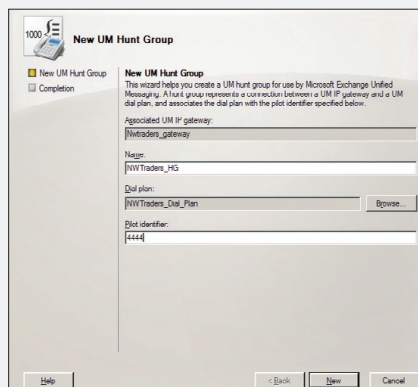 1000
New UM Hunt Group
New UM Hunt Group
Completion
New UM Hunt Group
This wizard helps you create a UM hunt group for use by Microsoft Exchange Unified
Messaging. A hunt group represents a connection between a UM IP gateway and a UM
dial plan, and associates the dial plan with the pilot identifier specified below.
Associated UM IP gateway:
Nwtraders_gateway
Name:
NWTraders_HG
Dial plan:
NWTraders_Dial_Plan
Browse...
Pilot identifier:
4444
Help
< Back
New
Cancel